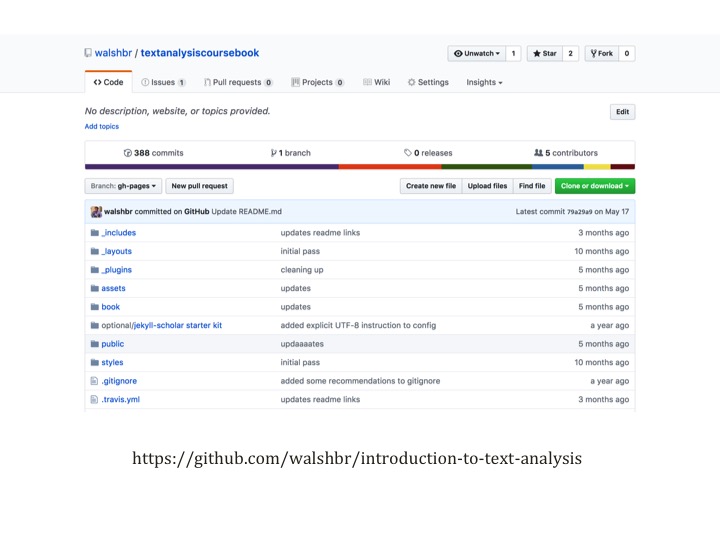 walshbr / textanalysiscoursebook
Unwatch 1 Star 2 Fork 0
Code Issues 1 Pull requests 0 Projects 0 Wiki Settings Insights
No description, website, or topics provided.
Edit
Add topics
388 commits 1 branch 0 releases 5 contributors
Branch: gh-pages New pull request Create new file Upload files Find file Clone or download
walshbr committed on GitHub Update README.md Latest commit 79a29a9 on May 17
_includes updates readme links 3 months ago
_layouts initial pass 10 months ago
_plugins cleaning up 5 months ago
assets updates 5 months ago
book updates 5 months ago
optional/jekyll-scholar starter kit added explicit UTF-8 instruction to config a year ago
public updaaaates 5 months ago
styles initial pass 10 months ago
.gitignore added some recommendations to gitignore a year ago
.travis.yml updates readme links 3 months ago
https://github.com/walshbr/introduction-to-text-analysis